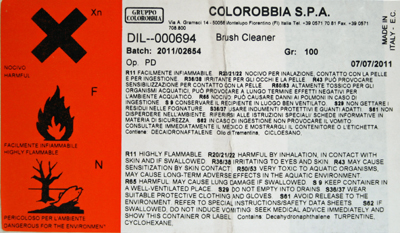 Xn
GRUPPO
COLOROBBIA
COLOROBBIA S.P.A.
Via A. Gramsci 14 - 50056 Montelupo Fiorentino (FI) Italia Tel +39 0571 70 81 Fax +39 0571
708 800
DIL--000694 Brush Cleaner
Batch: 2011/02654 Gr: 100
Op. PD 07/07/2011
MADE IN
ITALY - E.C.
NOCIVO
HARMFUL
F
FACILMENTE INFIAMMABILE
HIGHLY FLAMMABLE
N
PERICOLOSO PER L'AMBIENTE
DANGEROUS FOR THE ENVIRONMENT
R11 FACILMENTE INFIAMMABILE R20/21/22 NOCIVO PER INALAZIONE, CONTATTO CON LA PELLE
E PER INGESTIONE. R36/38 IRRITANTE PER GLI OCCHI E LA PELLE R43 PUO' PROVOCARE
SENSIBILIZZAZIONE PER CONTATTO CON LA PELLE R50/53 ALTAMENTE TOSSICO PER GLI
ORGANISMI ACQUATICI, PUO' PROVOCARE A LUNGO TERMINE EFFETTI NEGATIVI PER
L'AMBIENTE ACQUATICO. R65 NOCIVO: PUO' CAUSARE DANNI AI POLMONI IN CASO DI
INGESTIONE. S 9 CONSERVARE IL RECIPIENTE IN LUOGO BEN VENTILATO S29 NON GETTARE I
RESIDUI NELLE FOGNATURE S36/37 USARE INDUMENTI PROTETTIVI E GUANTI ADATTI S61 NON
DISPERDERE NELL'AMBIENTE. RIFERIRSI ALLE ISTRUZIONI SPECIALI SCHEDE INFORMATIVE IN
MATERIA DI SICUREZZA S62 IN CASO DI INGESTIONE NON PROVOCARE IL VOMITO
CONSULTARE IMMEDIATAMENTE IL MEDICO E MOSTRARGLI IL CONTENITORE O L'ETICHETTA
Contiene DECAIDRONAFTALENE Olio di Trementina, CICLOESANO,
R11 HIGHLY FLAMMABLE R20/21/22 HARMFUL BY INHALATION, IN CONTACT WITH
SKIN AND IF SWALLOWED. R36/38 IRRITATING TO EYES AND SKIN R43 MAY CAUSE
SENSITIZATION BY SKIN CONTACT R50/53 VERY TOXIC TO AQUATIC ORGANISMS,
MAY CAUSE LONG-TERM ADVERSE EFFECTS IN THE AQUATIC ENVIRONMENT
R65 HARMFUL: MAY CAUSE LUNG DAMAGE IF SWALLOWED S 9 KEEP CONTAINER IN
A WELL-VENTILATED PLACE S29 DO NOT EMPTY INTO DRAINS S36/37 WEAR
SUITABLE PROTECTIVE CLOTHING AND GLOVES S61 AVOID RELEASE TO THE
ENVIRONMENT. REFER TO SPECIAL INSTRUCTIONS/SAFETY DATA SHEETS S62 IF
SWALLOWED, DO NOT INDUCE VOMITING: SEEK MEDICAL ADVICE IMMEDIATELY AND
SHOW THIS CONTAINER OR LABEL Contains Decahydronaphthalene TURPENTINE,
CYCLOHEXANE,